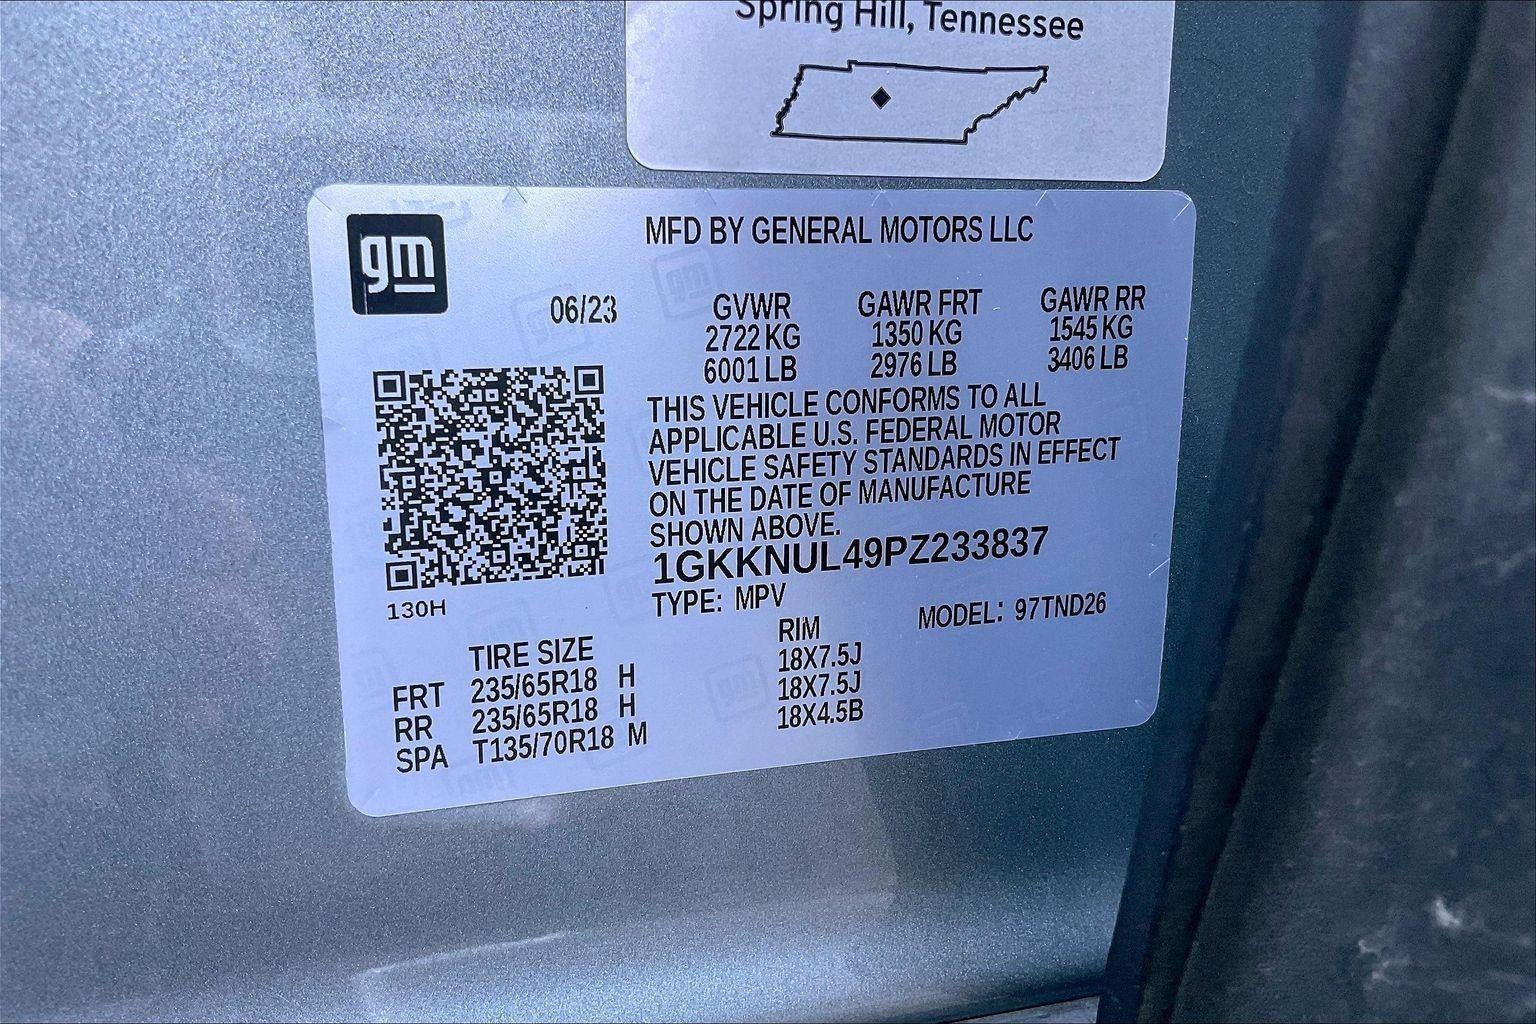 Spring Hill, Tennessee
gm
MFD BY GENERAL MOTORS LLC
06/23
GVWR GAWR FRT GAWR RR
2722 KG 1350 KG 1545 KG
6001 LB 2976 LB 3406 LB
THIS VEHICLE CONFORMS TO ALL
APPLICABLE U.S. FEDERAL MOTOR
VEHICLE SAFETY STANDARDS IN EFFECT
ON THE DATE OF MANUFACTURE
SHOWN ABOVE.
1GKKNUL49PZ233837
130H
TYPE: MPV MODEL: 97TND26
TIRE SIZE RIM
FRT 235/65R18 H 18X7.5J
RR 235/65R18 H 18X7.5J
SPA T135/70R18 M 18X4.5B